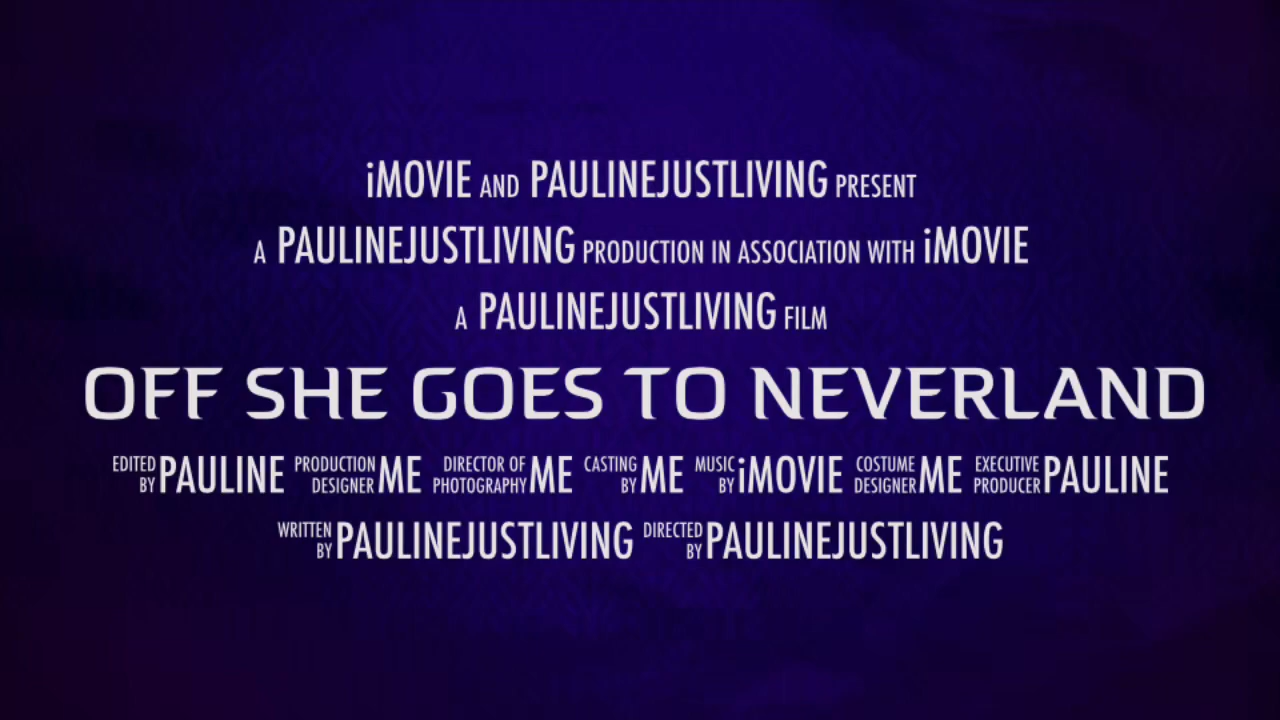 iMOVIE AND PAULINEJUSTLIVING PRESENT
A PAULINEJUSTLIVING PRODUCTION IN ASSOCIATION WITH iMOVIE
A PAULINEJUSTLIVING FILM
OFF SHE GOES TO NEVERLAND
EDITED BY PAULINE PRODUCTION DESIGNER ME DIRECTOR OF PHOTOGRAPHY ME CASTING BY ME MUSIC BY iMOVIE COSTUME DESIGNER ME EXECUTIVE PRODUCER PAULINE
WRITTEN BY PAULINEJUSTLIVING DIRECTED BY PAULINEJUSTLIVING